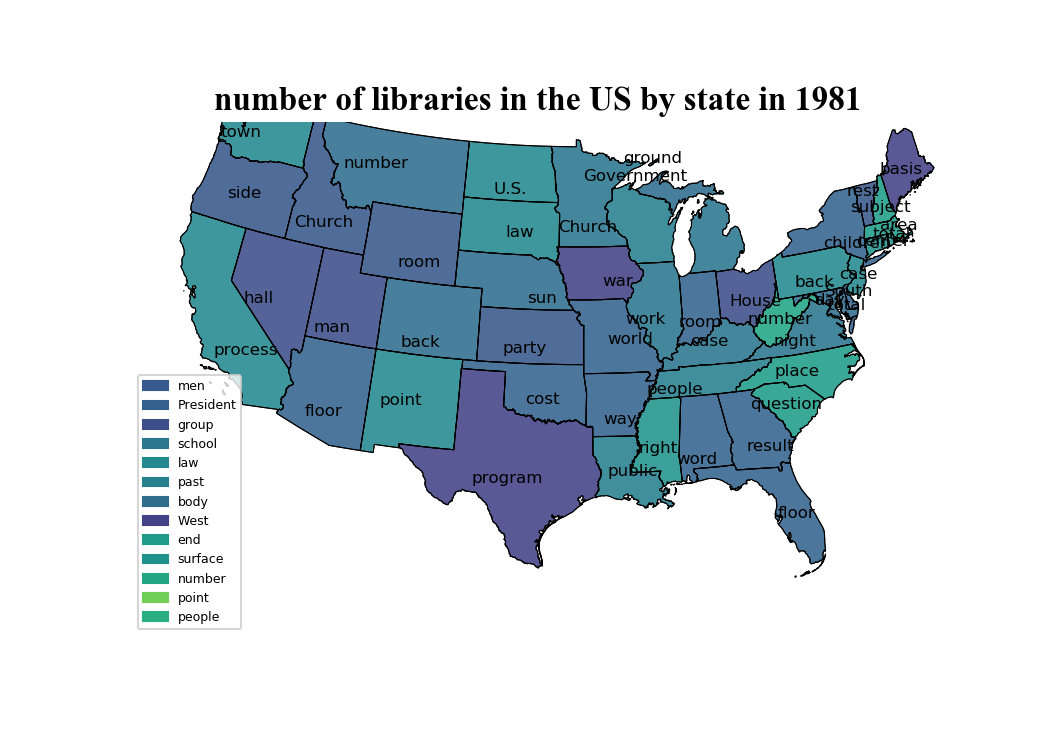 number of libraries in the US by state in 1981
town
number
side
U.S.
ground
Government
basis
rest
subject
Church
law
Church
area
room
children
hall
sun
war
back
case
south
House
total
man
back
party
work
world
room
case
number
night
process
floor
point
cost
people
place
way
question
program
public
right
word
result
floor
men
President
group
school
law
past
body
West
end
surface
number
point
people